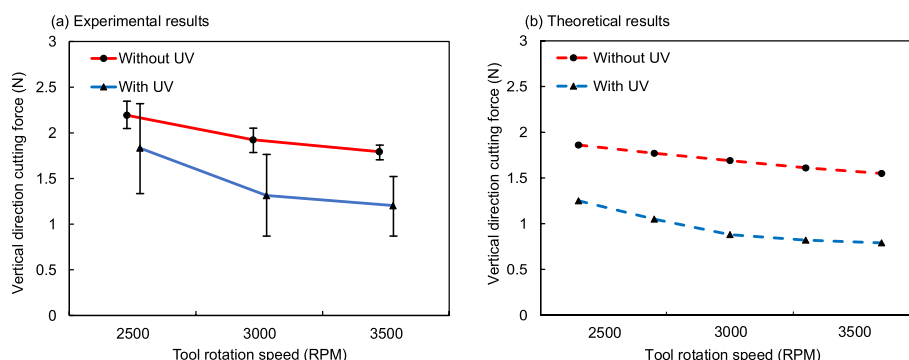 (a) Experimental results
3
2.5
2
1.5
1
0.5
0
Vertical direction cutting force (N)
Without UV
With UV
2500 3000 3500
Tool rotation speed (RPM)
(b) Theoretical results
3
2.5
2
1.5
1
0.5
0
Vertical direction cutting force (N)
Without UV
With UV
2500 3000 3500
Tool rotation speed (RPM)